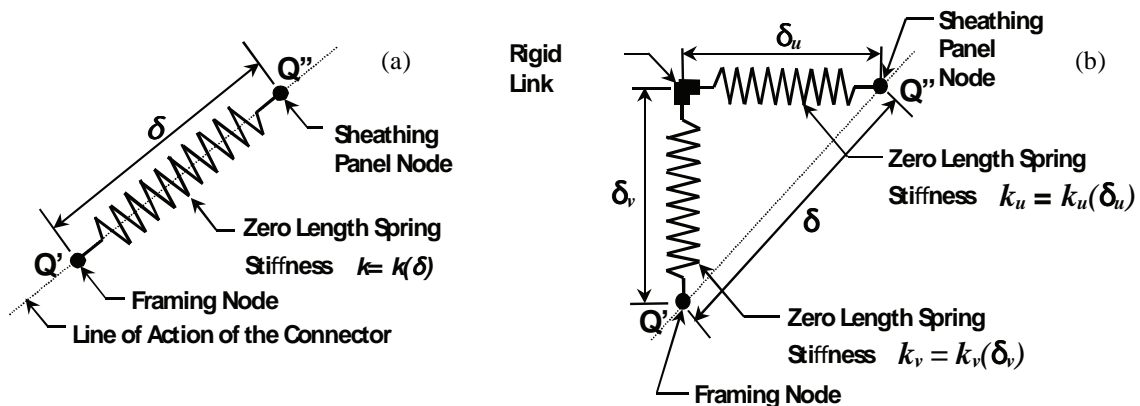 (a)
Q''
δ
Sheathing
Panel Node
Zero Length Spring
Stiffness k= k(δ)
Q'
Framing Node
Line of Action of the Connector
(b)
δu
Sheathing
Panel
Node
Rigid
Link
Q''
Zero Length Spring
Stiffness ku = ku(δu)
δv
δ
Q'
Zero Length Spring
Stiffness kv = kv(δv)
Framing Node